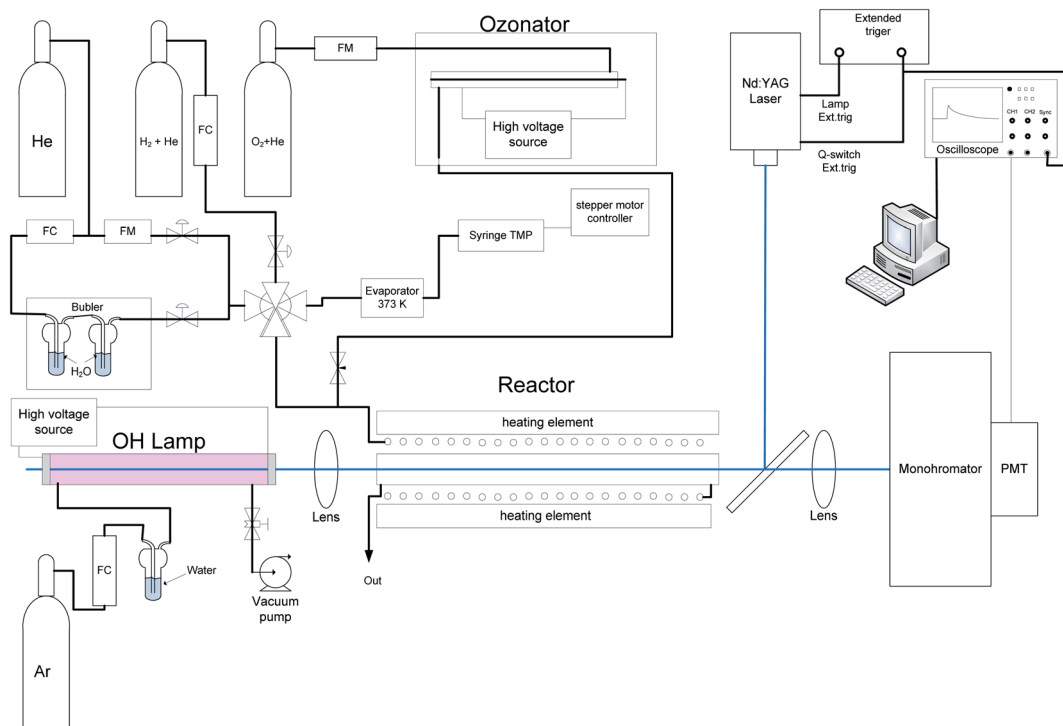 Ozonator
He
H₂ + He
FC
O₂+He
FM
High voltage
source
Nd:YAG
Laser
Extended
triger
Lamp
Ext.trig
Q-switch
Ext.trig
CH1
CH2
Sync
Oscilloscope
FC
FM
Syringe TMP
stepper motor
controller
Evaporator
373 K
Bubler
H₂O
Reactor
High voltage
source
OH Lamp
heating element
heating element
Lens
Lens
Monohromator
PMT
Out
FC
Water
Vacuum
pump
Ar